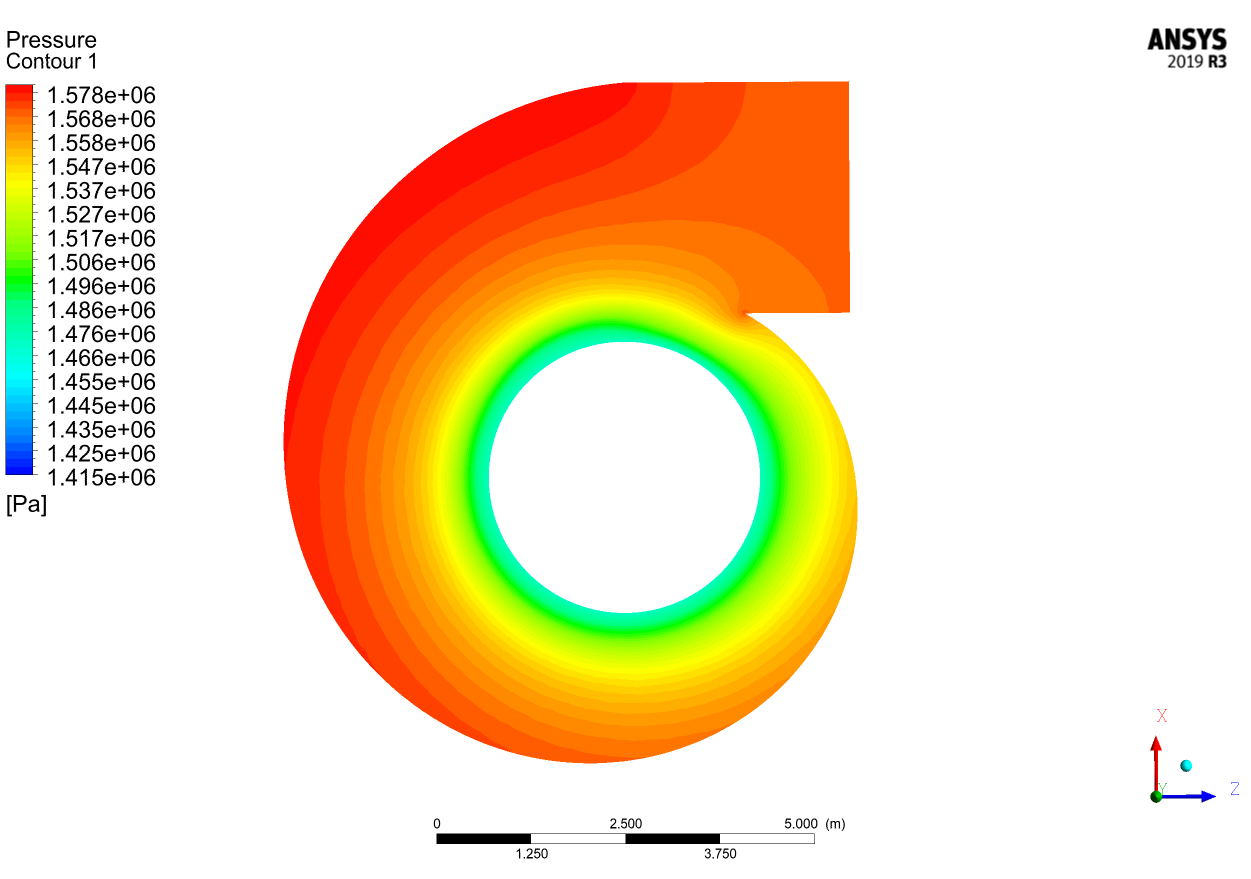 Pressure
Contour 1
1.578e+06
1.568e+06
1.558e+06
1.547e+06
1.537e+06
1.527e+06
1.517e+06
1.506e+06
1.496e+06
1.486e+06
1.476e+06
1.466e+06
1.455e+06
1.445e+06
1.435e+06
1.425e+06
1.415e+06
[Pa]
ANSYS
2019 R3
X
Y
Z
0 2.500 5.000 (m)
1.250 3.750